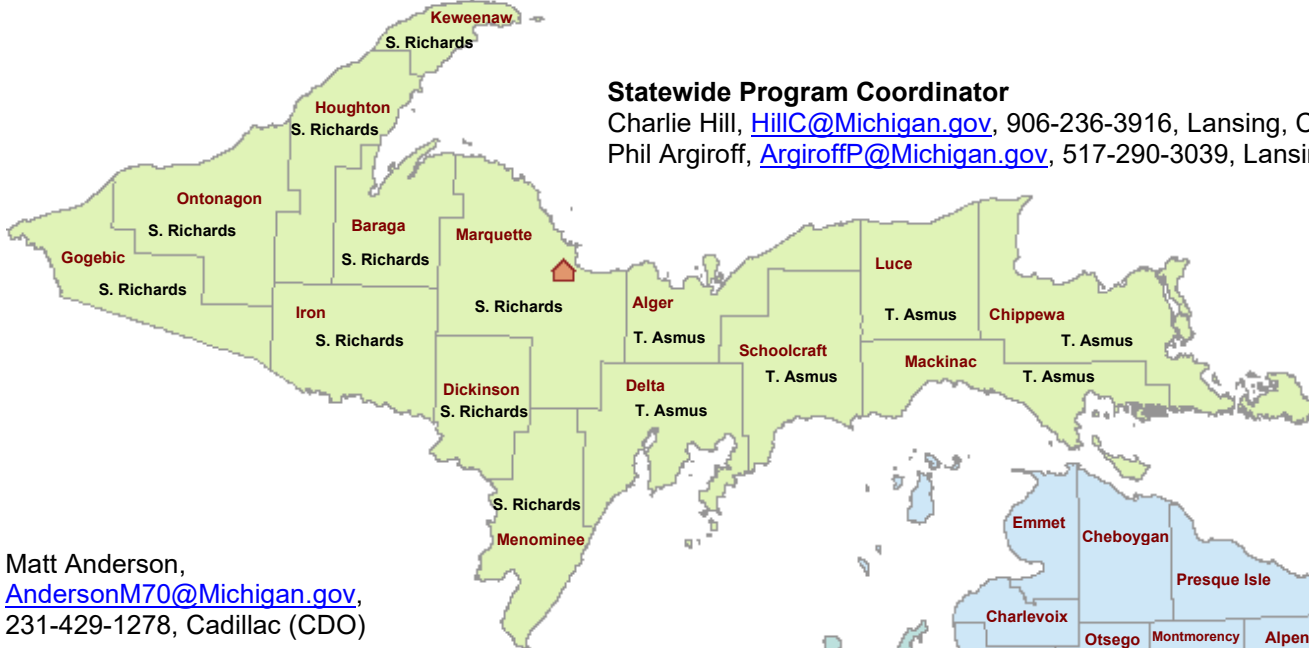 Keweenaw
S. Richards
Statewide Program Coordinator
Charlie Hill, HillC@Michigan.gov, 906-236-3916, Lansing,
Phil Argiroff, ArgiroffP@Michigan.gov, 517-290-3039,
Houghton
S. Richards
Ontonagon
S. Richards
Baraga
S. Richards
Marquette
S. Richards
Gogebic
S. Richards
Iron
S. Richards
Alger
T. Asmus
Luce
T. Asmus
Chippewa
T. Asmus
Schoolcraft
T. Asmus
Mackinac
T. Asmus
Dickinson
S. Richards
Delta
T. Asmus
S. Richards
Menominee
Emmet
Cheboygan
Presque Isle
Charlevoix
Otsego
Montmorency
Alpen
Matt Anderson,
AndersonM70@Michigan.gov,
231-429-1278, Cadillac (CDO)